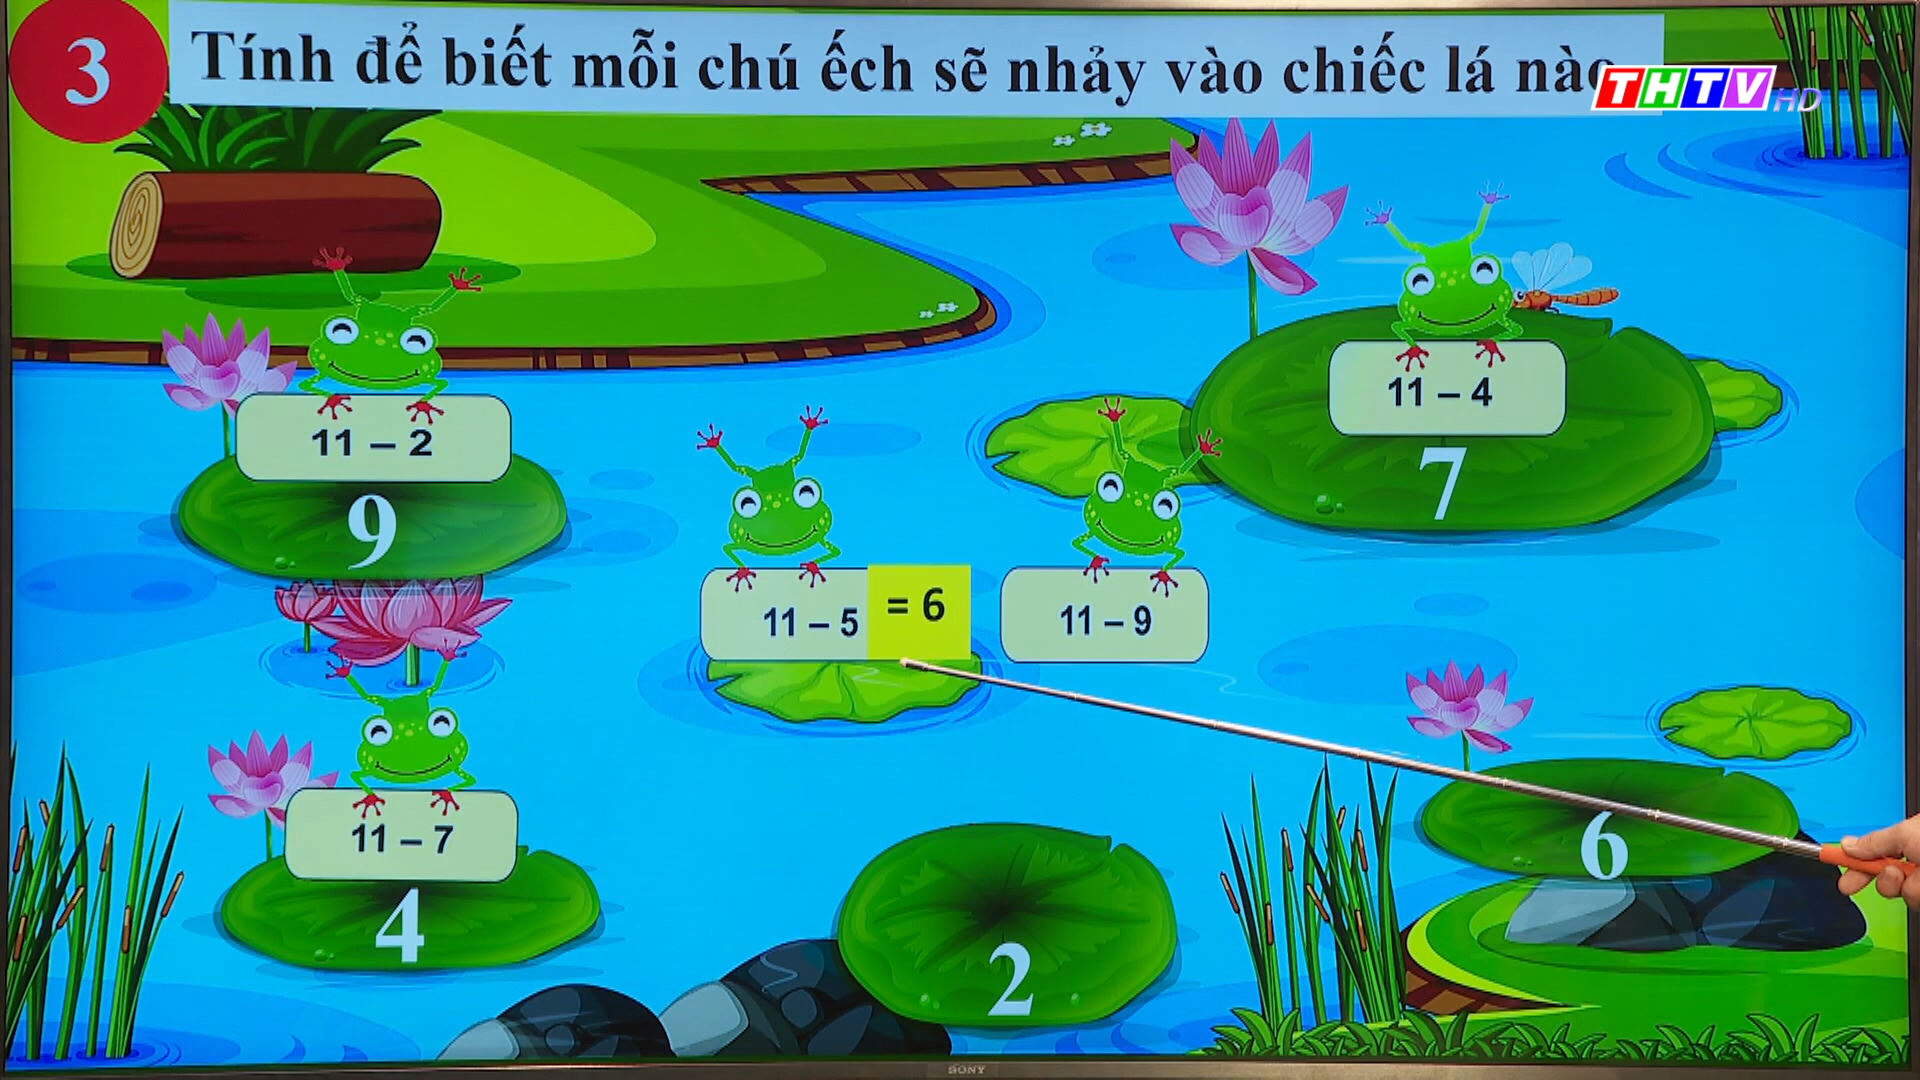 3
Tính để biết mỗi chú ếch sẽ nhảy vào chiếc lá nào
THTV HD
11 – 4
7
11 – 2
9
11 – 5 = 6
11 – 9
11 – 7
4
6
2
SONY